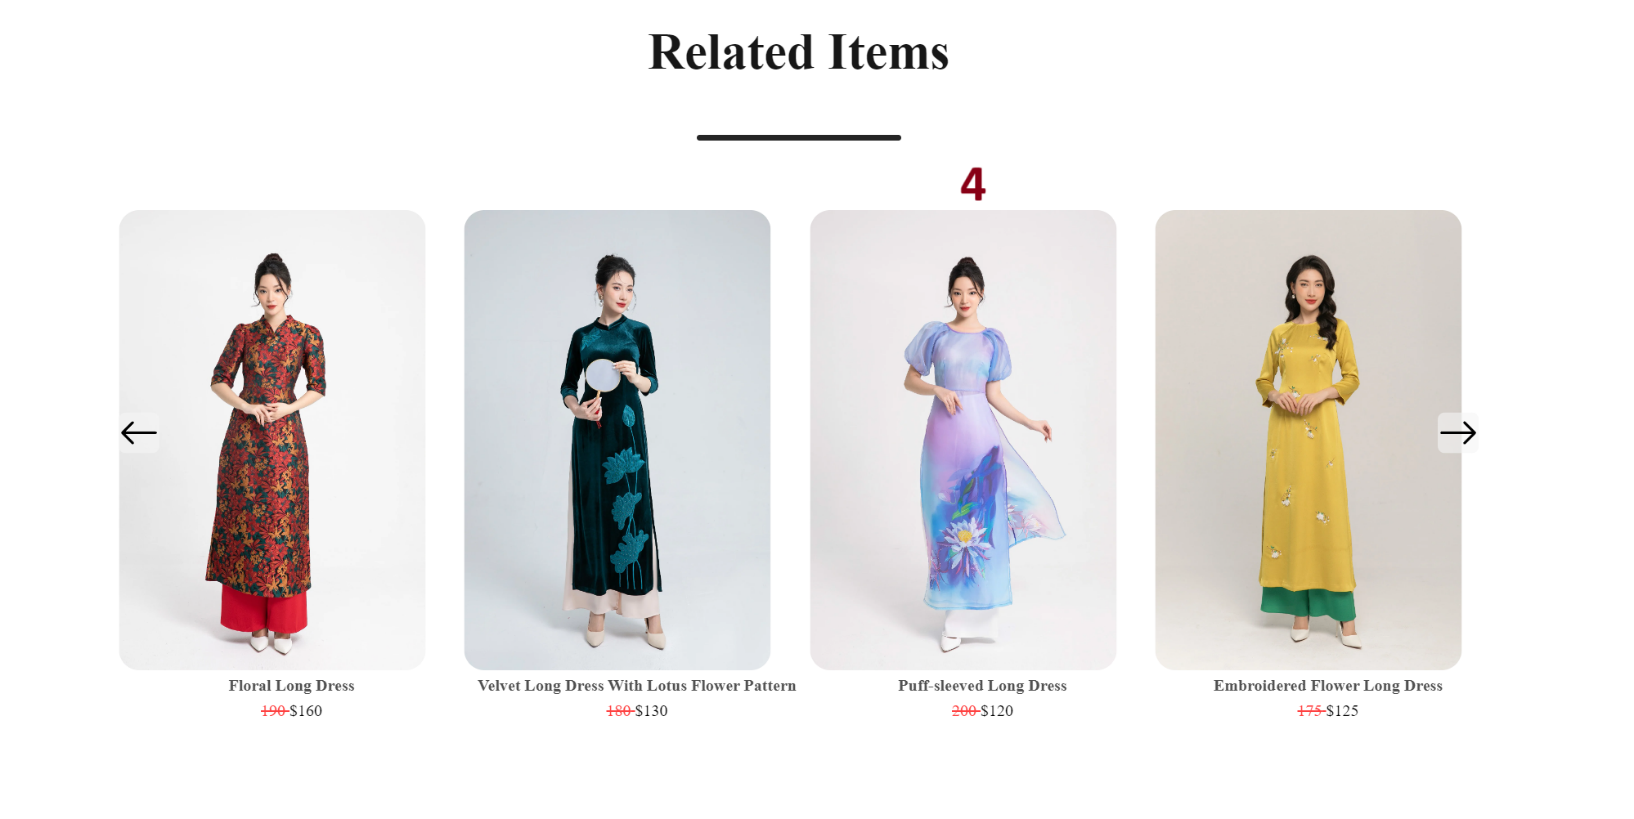 Related Items
4
Floral Long Dress
190 $160
Velvet Long Dress With Lotus Flower Pattern
180 $130
Puff-sleeved Long Dress
200 $120
Embroidered Flower Long Dress
175 $125